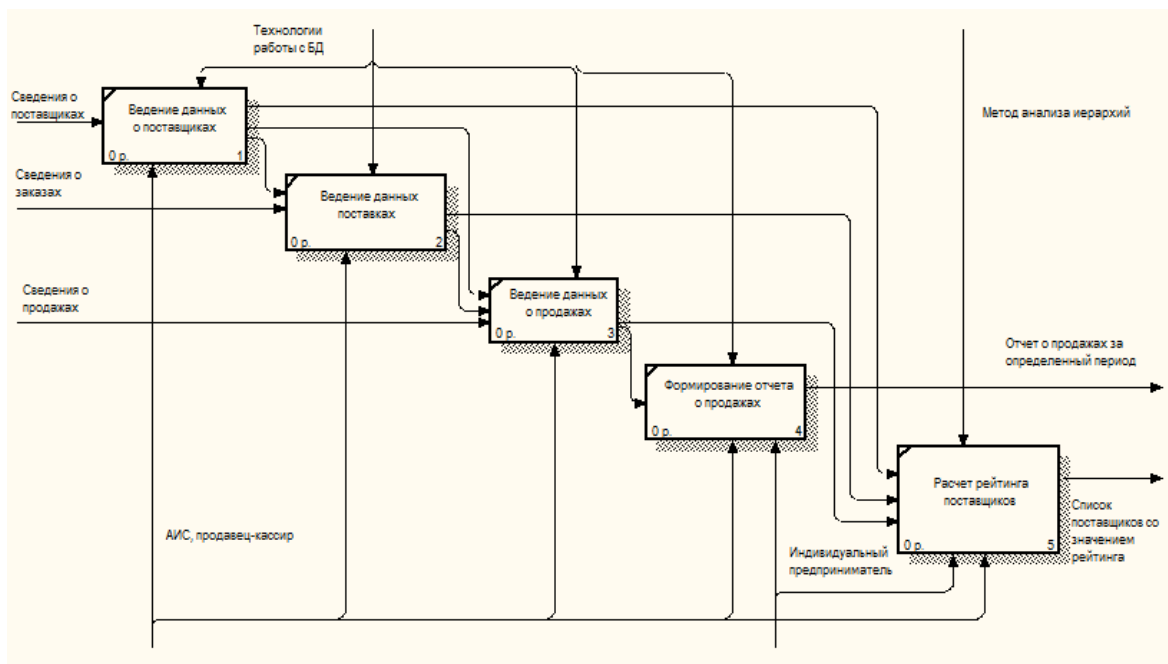 Технологии
работы с БД
Сведения о
поставщиках
Ведение данных
о поставщиках
0 р.
1
Метод анализа иерархий
Сведения о
заказах
Ведение данных
поставках
0 р.
2
Сведения о
продажах
Ведение данных
о продажах
0 р.
3
Отчет о продажах за
определенный период
Формирование отчета
о продажах
0 р.
4
Расчет рейтинга
поставщиков
0 р.
5
Список
поставщиков со
значением
рейтинга
АИС, продавец-кассир
Индивидуальный
предприниматель